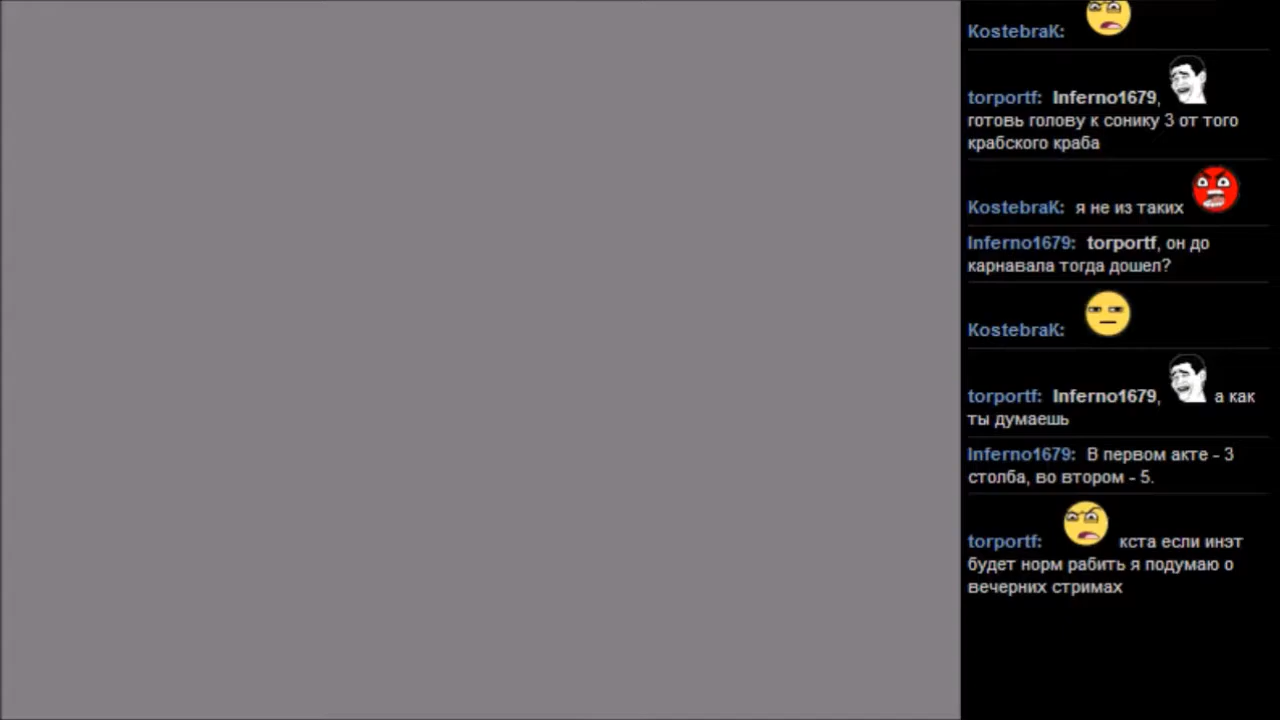 KostebraK:
torportf: Inferno1679,
готовь голову к сонику 3 от того
крабского краба
KostebraK: я не из таких
Inferno1679: torportf, он до
карнавала тогда дошел?
KostebraK:
torportf: Inferno1679, а как
ты думаешь
Inferno1679: В первом акте - 3
столба, во втором - 5.
torportf: кста если инэт
будет норм рабить я подумаю о
вечерних стримах